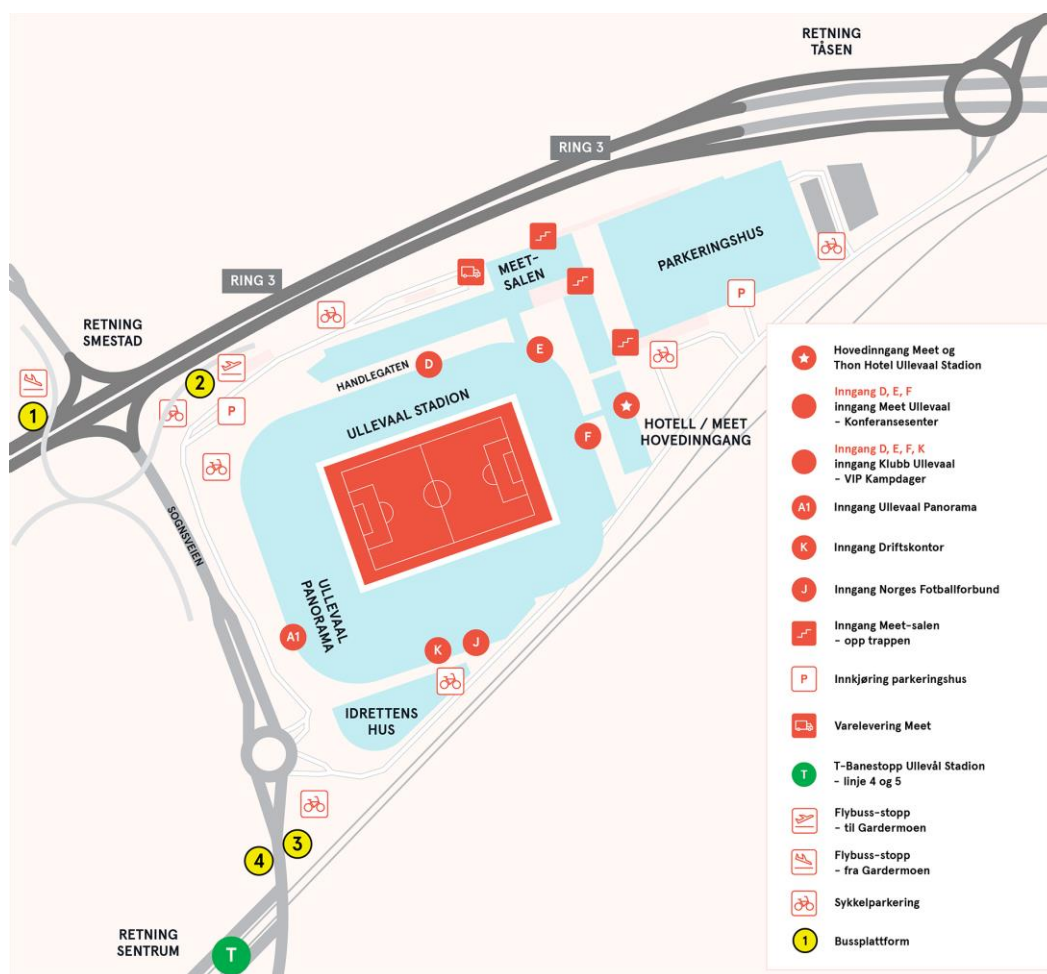 RETNING
TÅSEN
RING 3
RING 3
MEET-
SALEN
PARKERINGSHUS
RETNING
SMESTAD
P
2
1
P
HANDLEGATEN
D
E
ULLEVAAL STADION
F
HOTELL / MEET
HOVEDINNGANG
SOGNSVEIEN
ULLEVAAL
PANORAMA
A1
K
J
IDRETTENS
HUS
3
4
RETNING
SENTRUM
T
Hovedinngang Meet og
Thon Hotel Ullevaal Stadion
Inngang D, E, F
inngang Meet Ullevaal
- Konferansesenter
Inngang D, E, F, K
inngang Klubb Ullevaal
- VIP Kampdager
A1 Inngang Ullevaal Panorama
K Inngang Driftskontor
J Inngang Norges Fotballforbund
Inngang Meet-salen
- opp trappen
P Innkjøring parkeringshus
Varelevering Meet
T T-Banestopp Ullevål Stadion
- linje 4 og 5
Flybuss-stopp
- til Gardermoen
Flybuss-stopp
- fra Gardermoen
Sykkelparkering
1 Bussplattform